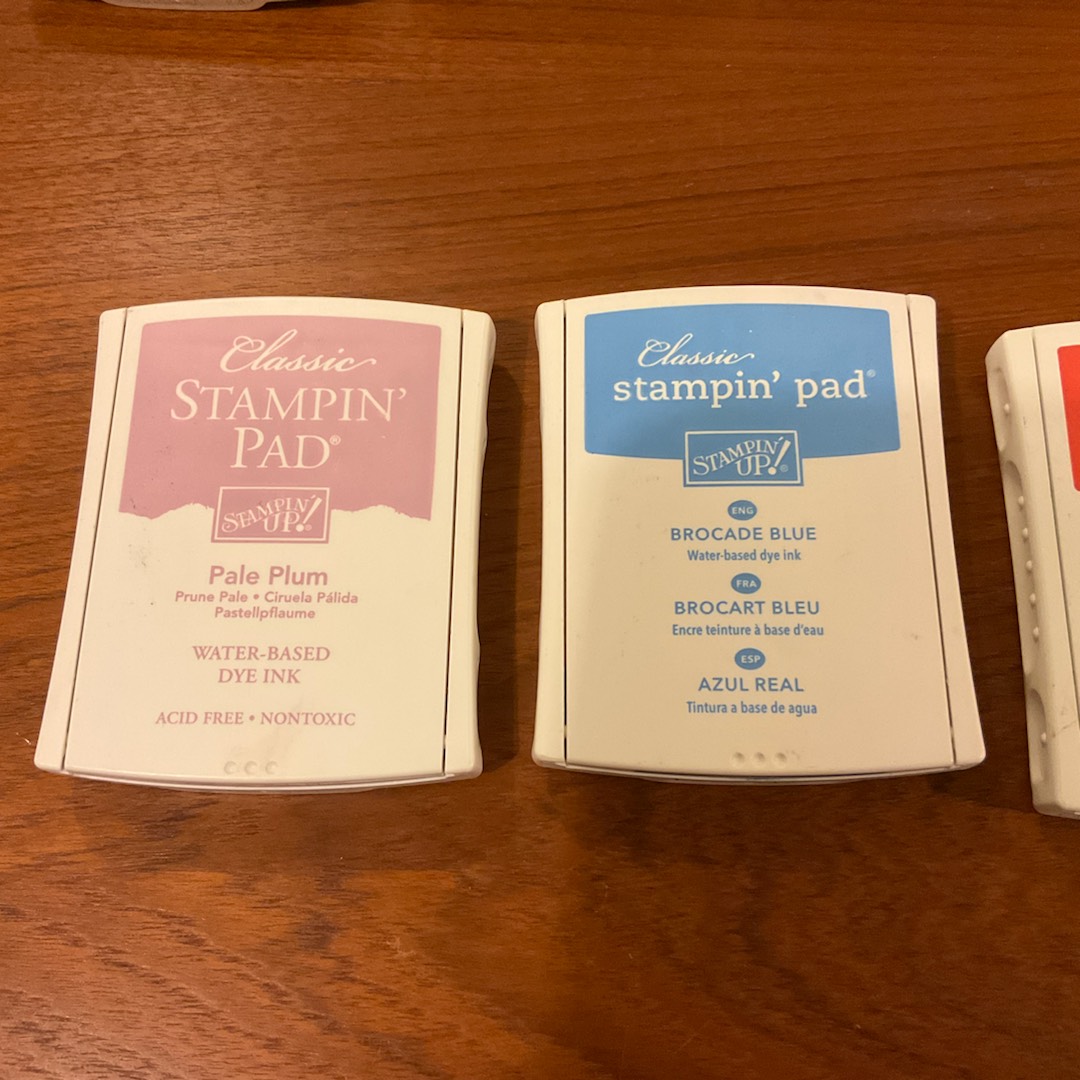 Classic
STAMPIN'
PAD®
STAMPIN' UP!®
Pale Plum
Prune Pale • Ciruela Pálida
Pastellpflaume
WATER-BASED
DYE INK
ACID FREE • NONTOXIC
Classic
stampin' pad®
STAMPIN' UP!®
ENG
BROCADE BLUE
Water-based dye ink
FRA
BROCART BLEU
Encre teinture à base d'eau
ESP
AZUL REAL
Tintura a base de agua